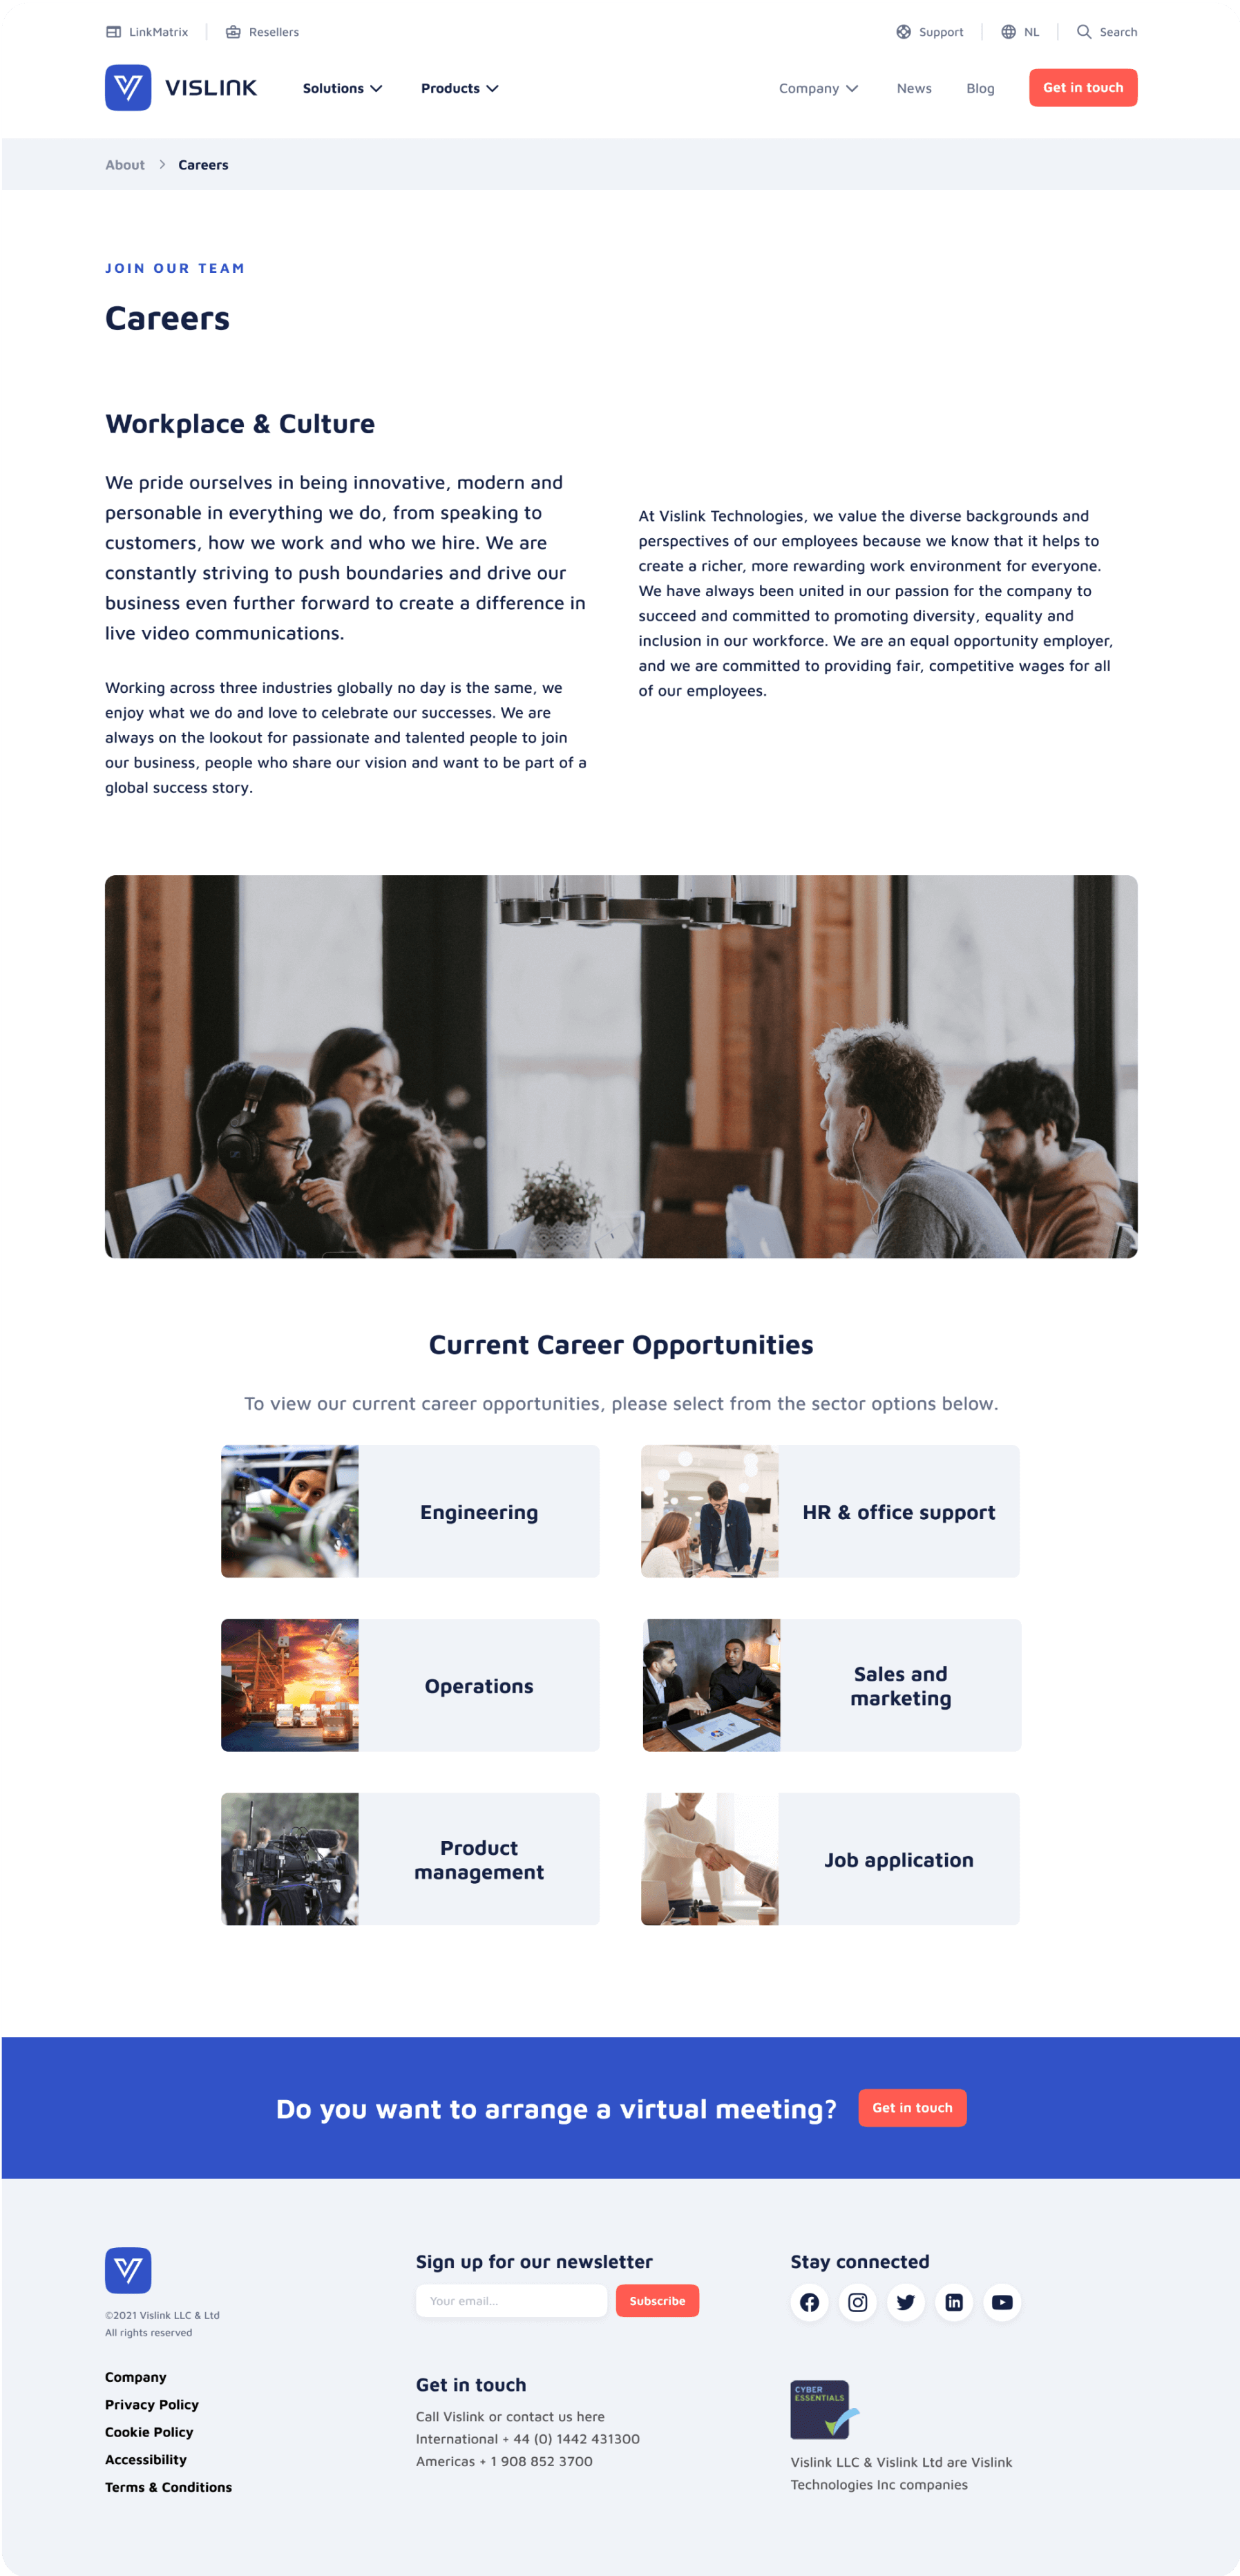 LinkMatrix
Resellers
Support
NL
Search
VISLINK
Solutions
Products
Company
News
Blog
Get in touch
About
Careers
JOIN OUR TEAM
Careers
Workplace & Culture
We pride ourselves in being innovative, modern and
personable in everything we do, from speaking to
customers, how we work and who we hire. We are
constantly striving to push boundaries and drive our
business even further forward to create a difference in
live video communications.
Working across three industries globally no day is the same, we
enjoy what we do and love to celebrate our successes. We are
always on the lookout for passionate and talented people to join
our business, people who share our vision and want to be part of a
global success story.
At Vislink Technologies, we value the diverse backgrounds and
perspectives of our employees because we know that it helps to
create a richer, more rewarding work environment for everyone.
We have always been united in our passion for the company to
succeed and committed to promoting diversity, equality and
inclusion in our workforce. We are an equal opportunity employer,
and we are committed to providing fair, competitive wages for all
of our employees.
Current Career Opportunities
To view our current career opportunities, please select from the sector options below.
Engineering
HR & office support
Operations
Sales and
marketing
Product
management
Job application
Do you want to arrange a virtual meeting?
Get in touch
©2021 Vislink LLC & Ltd
All rights reserved
Company
Privacy Policy
Cookie Policy
Accessibility
Terms & Conditions
Sign up for our newsletter
Your email...
Subscribe
Get in touch
Call Vislink or contact us here
International + 44 (0) 1442 431300
Americas + 1 908 852 3700
Stay connected
CYBER
ESSENTIALS
Vislink LLC & Vislink Ltd are Vislink
Technologies Inc companies